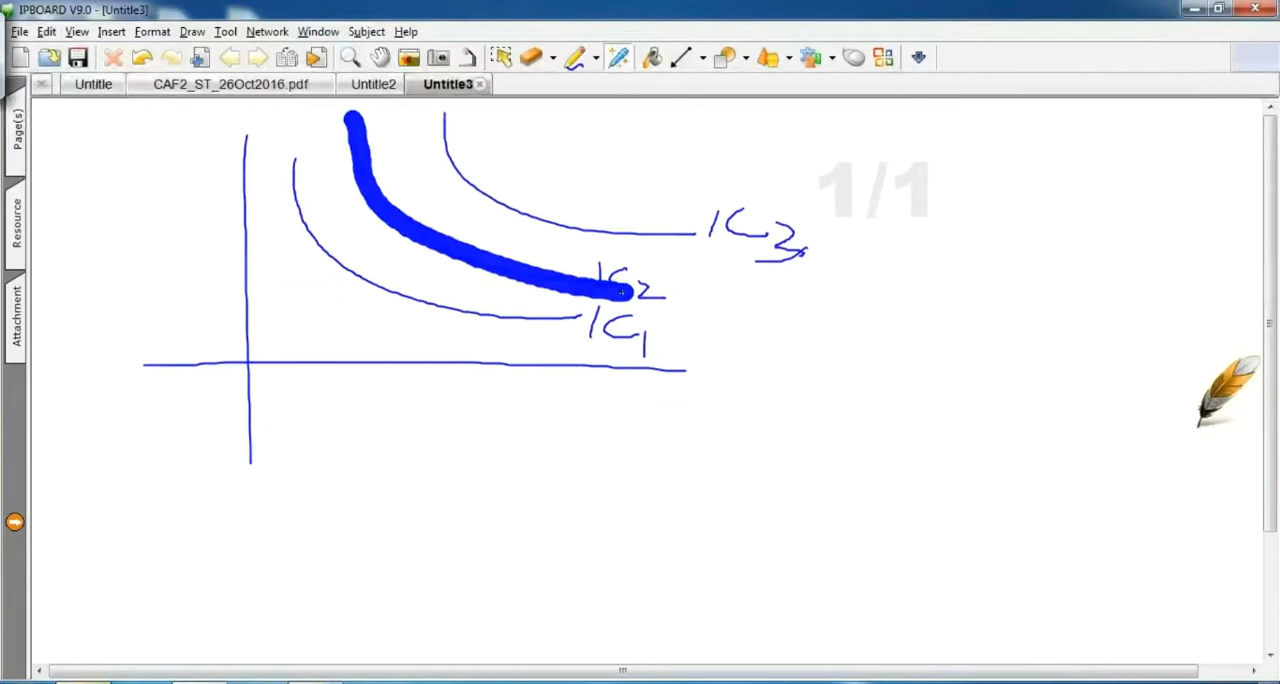 IPBOARD V9.0 - [Untitle3]
File Edit View Insert Format Draw Tool Network Window Subject Help
Untitle CAF2_ST_26Oct2016.pdf Untitle2 Untitle3
Page(s)
Resource
Attachment
1/1
IC3
IC2
IC1